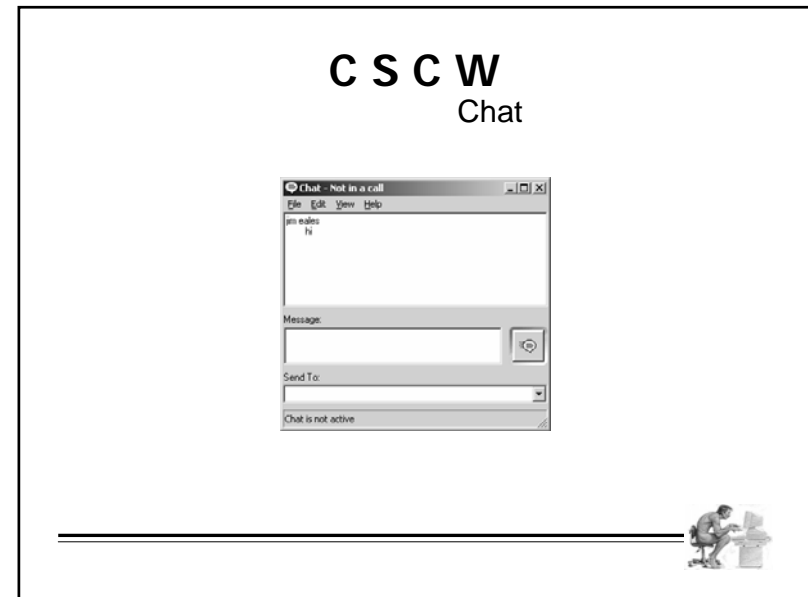 C S C W
Chat
Chat - Not in a call
File Edit View Help
jim eales
hi
Message:
Send To:
Chat is not active